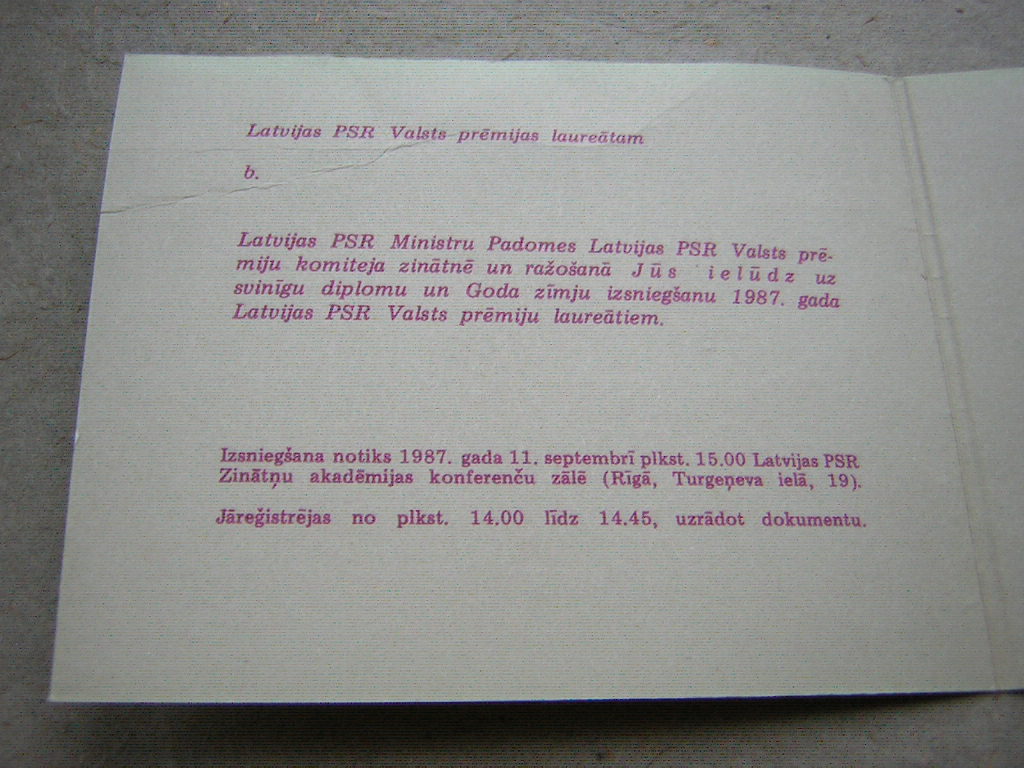 Latvijas PSR Valsts prēmijas laureātam
b.
Latvijas PSR Ministru Padomes Latvijas PSR Valsts prē-
miju komiteja zinātnē un ražošanā Jūs ielūdz uz
svinīgu diplomu un Goda zīmju izsniegšanu 1987. gada
Latvijas PSR Valsts prēmiju laureātiem.
Izsniegšana notiks 1987. gada 11. septembrī plkst. 15.00 Latvijas PSR
Zinātņu akadēmijas konferenču zālē (Rīgā, Turgeņeva ielā, 19).
Jāreģistrējas no plkst. 14.00 līdz 14.45, uzrādot dokumentu.